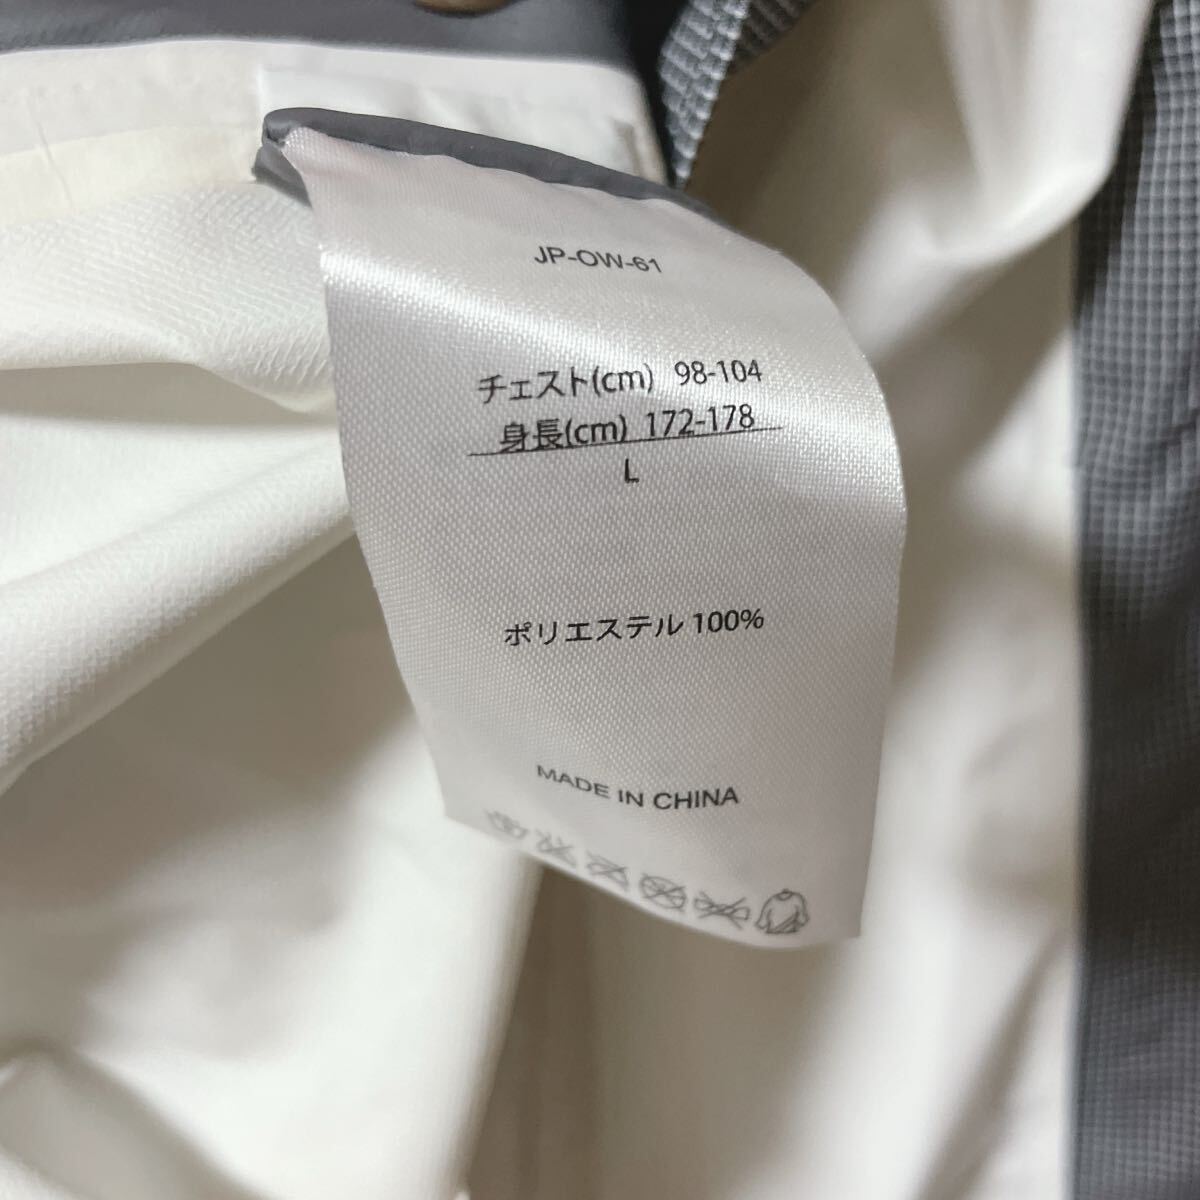 JP-OW-61
チェスト(cm) 98-104
身長(cm) 172-178
L
ポリエステル 100%
MADE IN CHINA